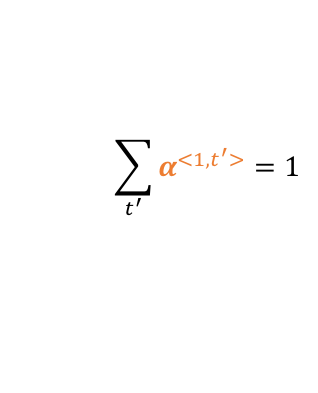 ∑ α^{<1,t′>} = 1
t′